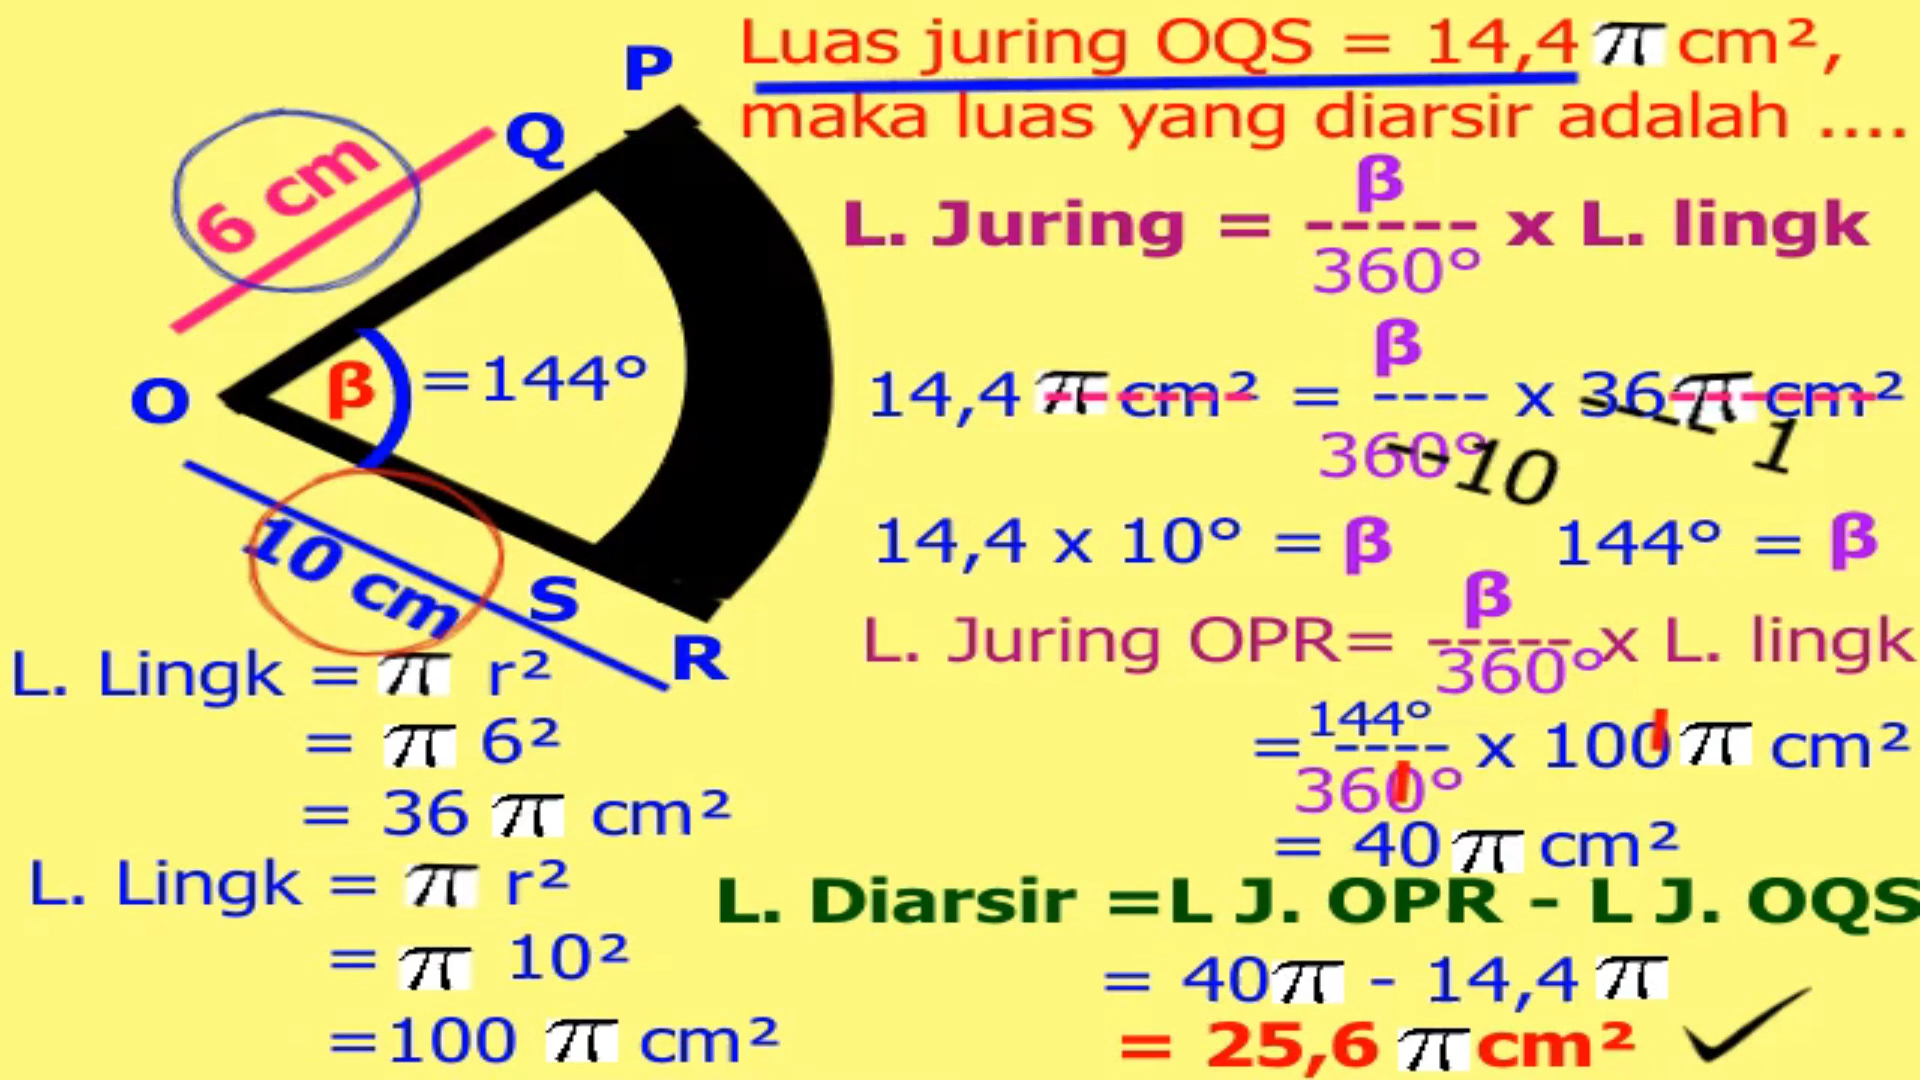 Luas juring OQS = 14,4 π cm²,
maka luas yang diarsir adalah ....
P
Q
6 cm
O
β =144°
10 cm
S
R
L. Juring = β
----- x L. lingk
360°
14,4 π cm² = β
---- x 36 π cm²
360°
10
1
14,4 x 10° = β 144° = β
L. Juring OPR= β
----- x L. lingk
360°
= 144°
---- x 100 π cm²
360°
= 40 π cm²
L. Lingk = π r²
= π 6²
= 36 π cm²
L. Lingk = π r²
= π 10²
=100 π cm²
L. Diarsir =L J. OPR - L J. OQS
= 40π - 14,4 π
= 25,6 π cm²